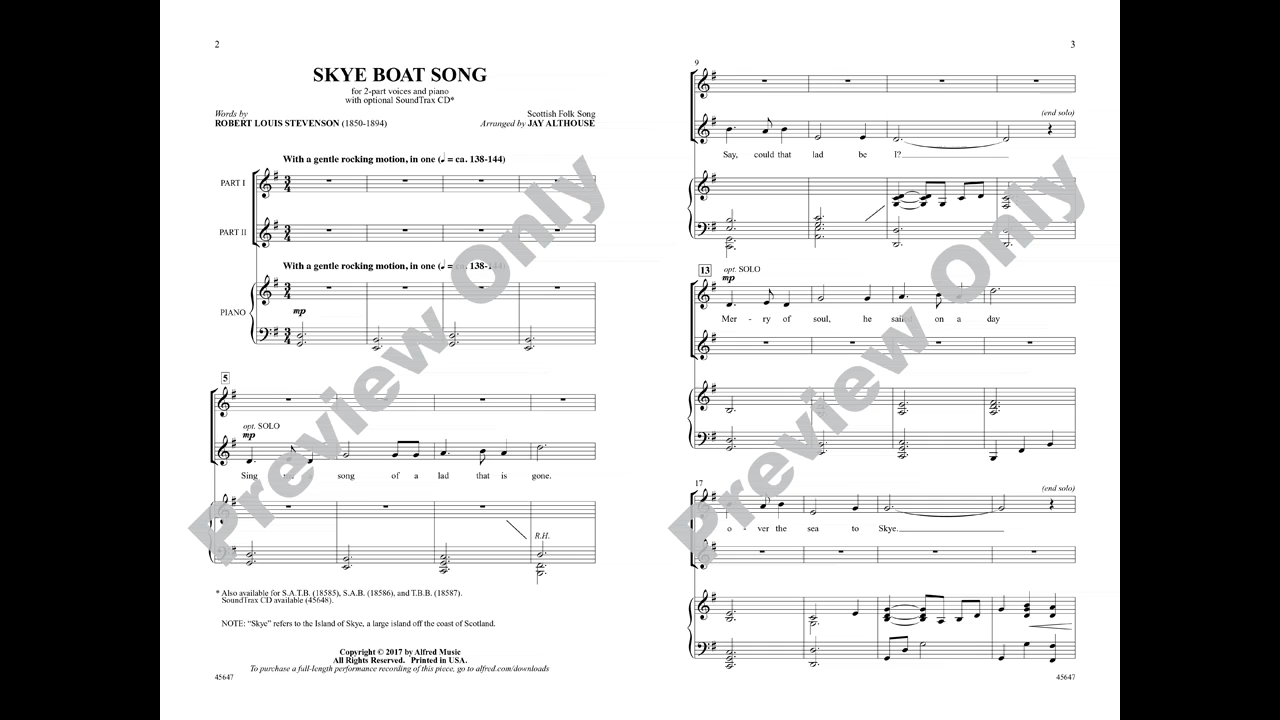 2
SKYE BOAT SONG
for 2-part voices and piano
with optional SoundTrax CD*
Words by
ROBERT LOUIS STEVENSON (1850-1894)
Scottish Folk Song
Arranged by JAY ALTHOUSE
With a gentle rocking motion, in one (♩ = ca. 138-144)
PART I
PART II
With a gentle rocking motion, in one (♩ = ca. 138-144)
PIANO
mp
5
opt. SOLO
mp
Sing song of a lad that is gone.
R.H.
* Also available for S.A.T.B. (18585), S.A.B. (18586), and T.B.B. (18587).
SoundTrax CD available (45648).
NOTE: “Skye” refers to the Island of Skye, a large island off the coast of Scotland.
Copyright © 2017 by Alfred Music
All Rights Reserved. Printed in USA.
To purchase a full-length performance recording of this piece, go to alfred.com/downloads
45647
Preview Only
3
9
(end solo)
Say, could that lad be I?
13
opt. SOLO
mp
Mer - ry of soul, he sailed on a day
17
(end solo)
o - ver the sea to Skye.
45647
Preview Only